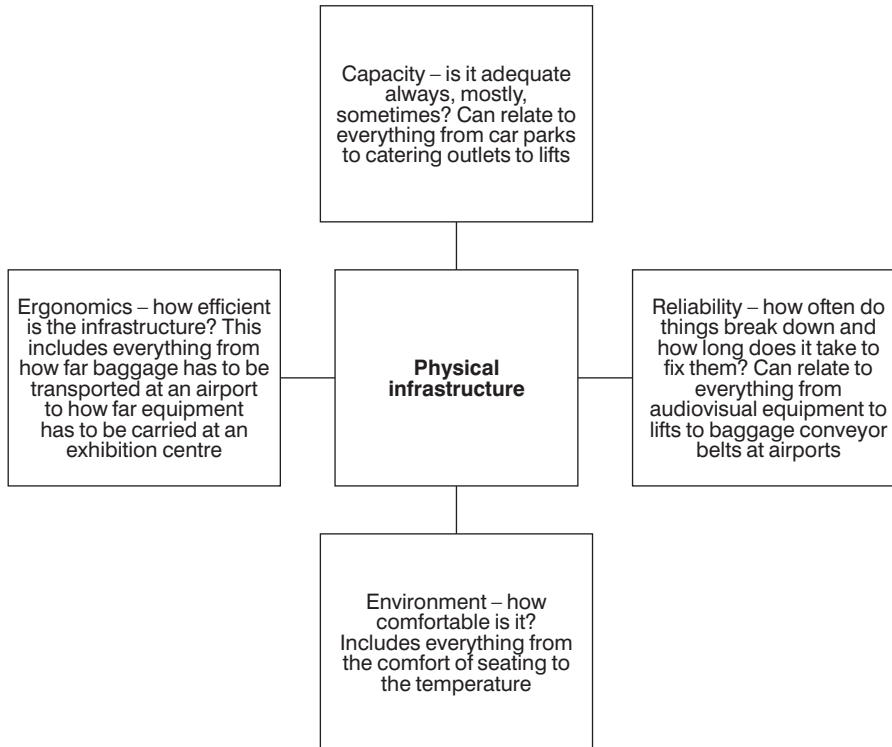 Capacity – is it adequate
always, mostly,
sometimes? Can relate to
everything from car parks
to catering outlets to lifts
Ergonomics – how efficient
is the infrastructure? This
includes everything from
how far baggage has to be
transported at an airport
to how far equipment
has to be carried at an
exhibition centre
Physical
infrastructure
Reliability – how often do
things break down and
how long does it take to
fix them? Can relate to
everything from
audiovisual equipment to
lifts to baggage conveyor
belts at airports
Environment – how
comfortable is it?
Includes everything from
the comfort of seating to
the temperature